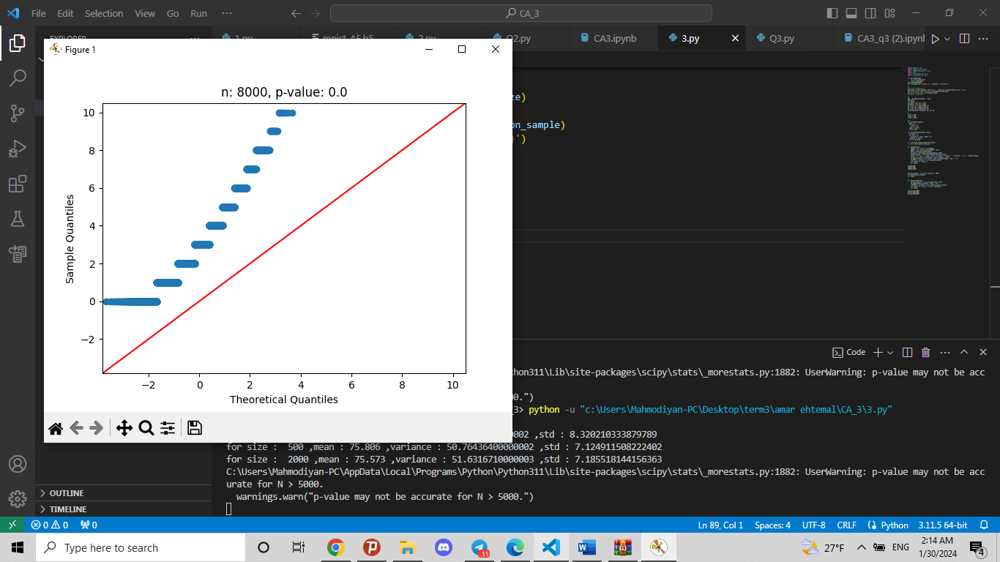 File Edit Selection View Go Run ···
CA_3
EXPLORER
1.py
mnist_AE.h5
2.py
Q2.py
CA3.ipynb
3.py
Q3.py
CA3_q3 (2).ipynb
Figure 1
n: 8000, p-value: 0.0
10
8
6
4
2
0
−2
Sample Quantiles
−2 0 2 4 6 8 10
Theoretical Quantiles
ze)
on_sample)
}')
Code
thon311\Lib\site-packages\scipy\stats\_morestats.py:1882: UserWarning: p-value may not be acc
00.")
_3> python -u "c:\Users\Mahmodiyan-PC\Desktop\term3\amar ehtemal\CA_3\3.py"
0002 ,std : 8.320210333879789
for size :  500 ,mean : 75.806 ,variance : 50.76436400000002 ,std : 7.124911508222402
for size :  2000 ,mean : 75.573 ,variance : 51.6316710000003 ,std : 7.185518144156363
C:\Users\Mahmodiyan-PC\AppData\Local\Programs\Python\Python311\Lib\site-packages\scipy\stats\_morestats.py:1882: UserWarning: p-value may not be acc
urate for N > 5000.
warnings.warn("p-value may not be accurate for N > 5000.")
OUTLINE
TIMELINE
0 0 0
Ln 89, Col 1 Spaces: 4 UTF-8 CRLF Python 3.11.5 64-bit
Type here to search
.55
27°F
ENG
2:14 AM
1/30/2024
4